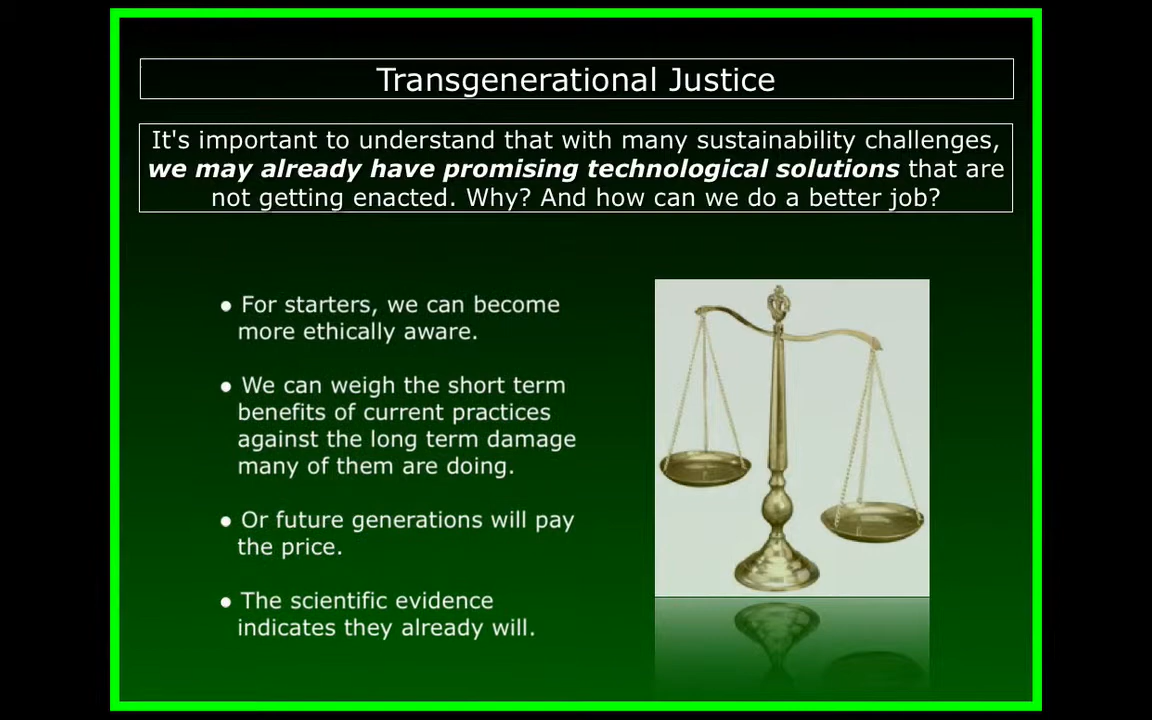 Transgenerational Justice
It's important to understand that with many sustainability challenges,
we may already have promising technological solutions that are
not getting enacted. Why? And how can we do a better job?
● For starters, we can become
more ethically aware.
● We can weigh the short term
benefits of current practices
against the long term damage
many of them are doing.
● Or future generations will pay
the price.
● The scientific evidence
indicates they already will.